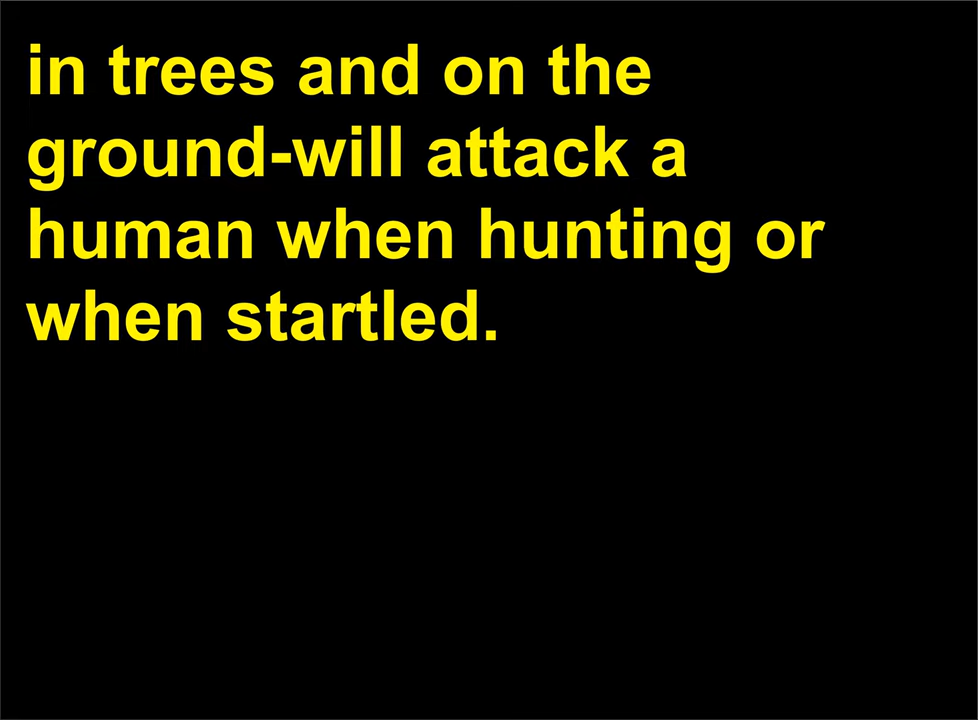 in trees and on the
ground-will attack a
human when hunting or
when startled.